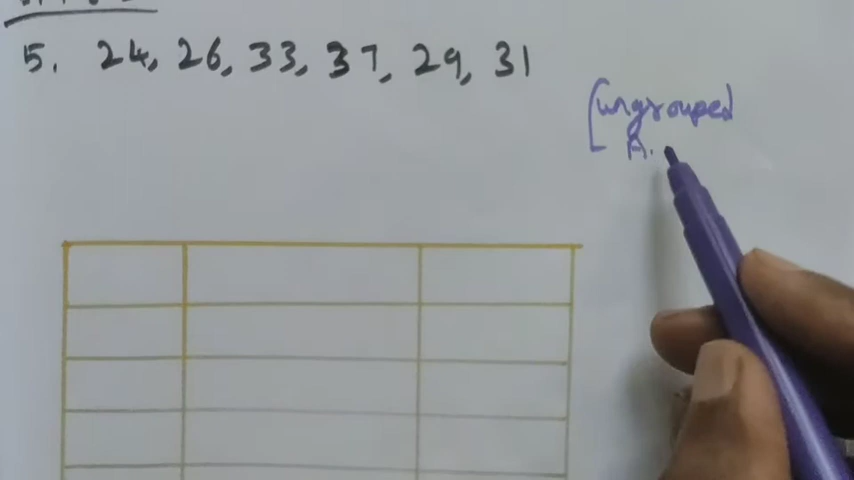 5. 24, 26, 33, 37, 29, 31
[ungrouped
A.